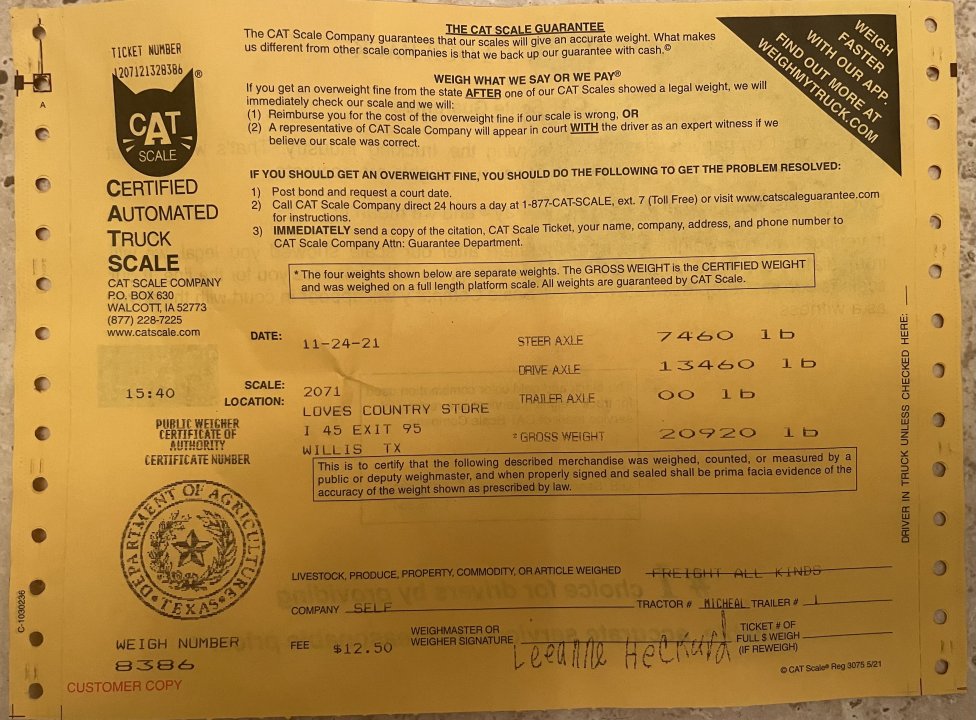 TICKET NUMBER
1207121328386
THE CAT SCALE GUARANTEE
The CAT Scale Company guarantees that our scales will give an accurate weight. What makes
us different from other scale companies is that we back up our guarantee with cash.©
WEIGH WHAT WE SAY OR WE PAY®
If you get an overweight fine from the state AFTER one of our CAT Scales showed a legal weight, we will
immediately check our scale and we will:
(1) Reimburse you for the cost of the overweight fine if our scale is wrong, OR
(2) A representative of CAT Scale Company will appear in court WITH the driver as an expert witness if we
believe our scale was correct.
WEIGH
FASTER
WITH OUR APP.
FIND OUT MORE AT
WEIGHMYTRUCK.COM
A
CAT
SCALE
®
CERTIFIED
AUTOMATED
TRUCK
SCALE
CAT SCALE COMPANY
P.O. BOX 630
WALCOTT, IA 52773
(877) 228-7225
www.catscale.com
IF YOU SHOULD GET AN OVERWEIGHT FINE, YOU SHOULD DO THE FOLLOWING TO GET THE PROBLEM RESOLVED:
1) Post bond and request a court date.
2) Call CAT Scale Company direct 24 hours a day at 1-877-CAT-SCALE, ext. 7 (Toll Free) or visit www.catscaleguarantee.com
for instructions.
3) IMMEDIATELY send a copy of the citation, CAT Scale Ticket, your name, company, address, and phone number to
CAT Scale Company Attn: Guarantee Department.
* The four weights shown below are separate weights. The GROSS WEIGHT is the CERTIFIED WEIGHT
and was weighed on a full length platform scale. All weights are guaranteed by CAT Scale.
DATE: 11-24-21
STEER AXLE 7460 lb
DRIVE AXLE 13460 lb
15:40
SCALE: 2071
TRAILER AXLE 00 lb
LOCATION: LOVES COUNTRY STORE
I 45 EXIT 95
* GROSS WEIGHT 20920 lb
WILLIS TX
PUBLIC WEIGHER
CERTIFICATE OF
AUTHORITY
CERTIFICATE NUMBER
This is to certify that the following described merchandise was weighed, counted, or measured by a
public or deputy weighmaster, and when properly signed and sealed shall be prima facia evidence of the
accuracy of the weight shown as prescribed by law.
DRIVER IN TRUCK UNLESS CHECKED HERE:
DEPARTMENT OF AGRICULTURE
TEXAS
LIVESTOCK, PRODUCE, PROPERTY, COMMODITY, OR ARTICLE WEIGHED FREIGHT ALL KINDS
COMPANY SELF TRACTOR # MICHEAL TRAILER # 1
WEIGH NUMBER
8386
FEE $12.50
WEIGHMASTER OR
WEIGHER SIGNATURE Leeanne Heckard
TICKET # OF
FULL $ WEIGH
(IF REWEIGH)
© CAT Scale® Reg 3075 5/21
C-1030236
CUSTOMER COPY